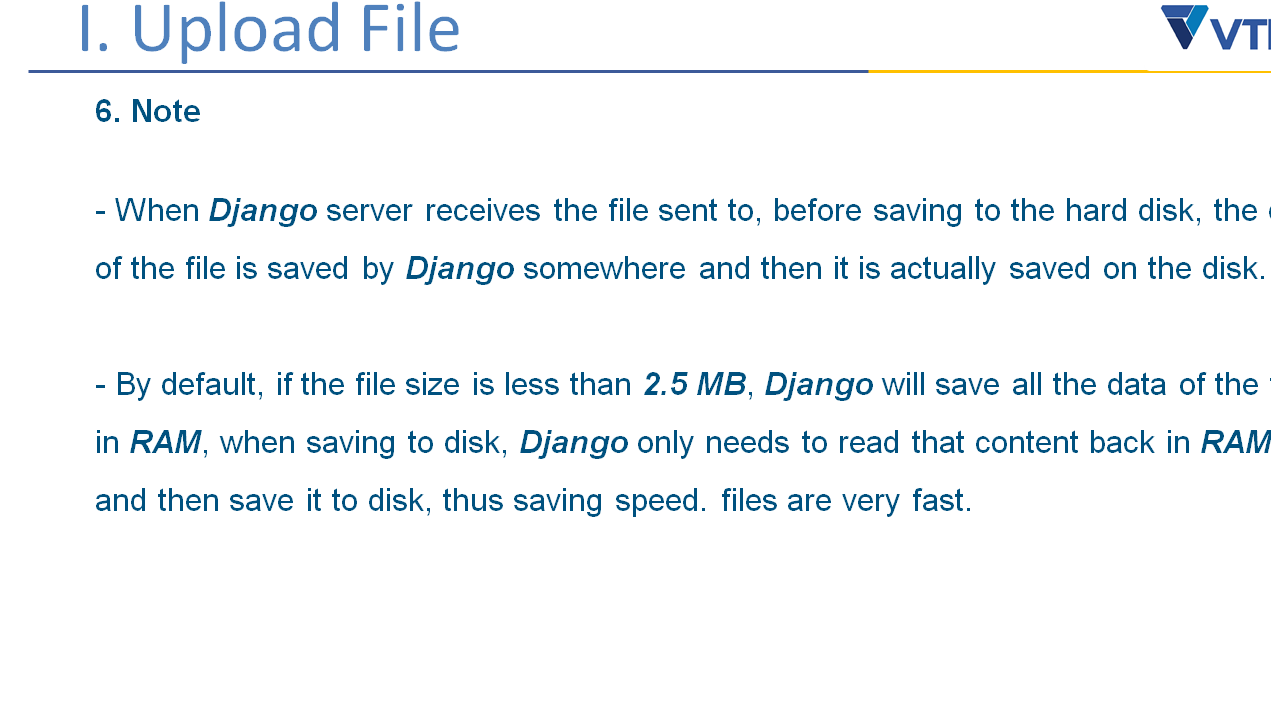 I. Upload File
6. Note
- When Django server receives the file sent to, before saving to the hard disk, the
of the file is saved by Django somewhere and then it is actually saved on the disk.
- By default, if the file size is less than 2.5 MB, Django will save all the data of the
in RAM, when saving to disk, Django only needs to read that content back in RAM
and then save it to disk, thus saving speed. files are very fast.